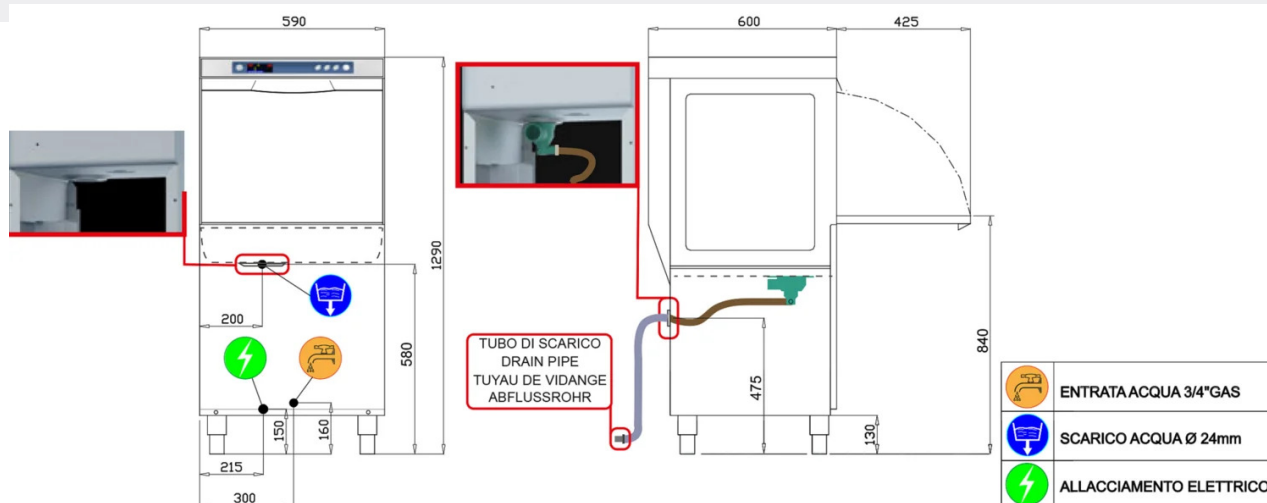 590
600
425
1290
200
580
840
475
TUBO DI SCARICO
DRAIN PIPE
TUYAU DE VIDANGE
ABFLUSSROHR
150
160
130
215
300
ENTRATA ACQUA 3/4"GAS
SCARICO ACQUA Ø 24mm
ALLACCIAMENTO ELETTRICO